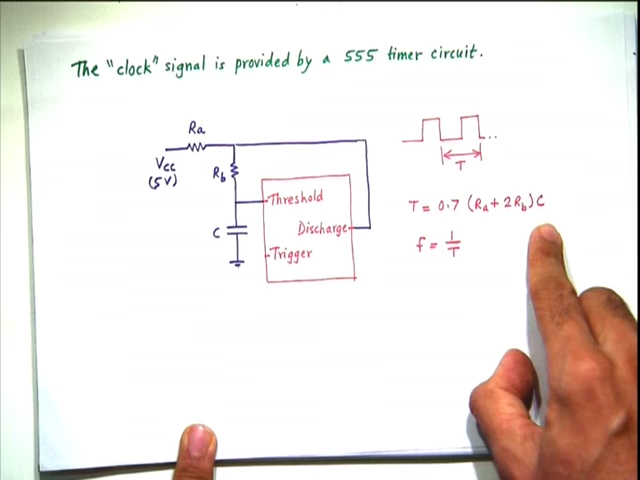 The "clock" signal is provided by a 555 timer circuit.
Ra
Vcc
(5V)
Rb
C
Threshold
Discharge
Trigger
T
T = 0.7 (Ra + 2Rb) C
f = 1/T